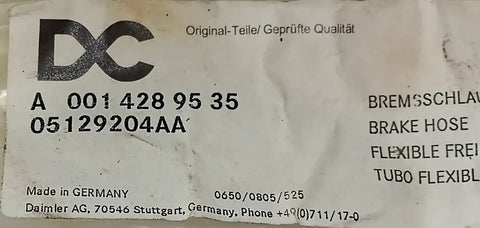 DC
Original-Teile/ Geprüfte Qualität
A 001 428 95 35
05129204AA
BREMSSCHLAU
BRAKE HOSE
FLEXIBLE FREI
TUBO FLEXIBL
Made in GERMANY
0650/0805/525
Daimler AG, 70546 Stuttgart, Germany, Phone +49(0)711/17-0